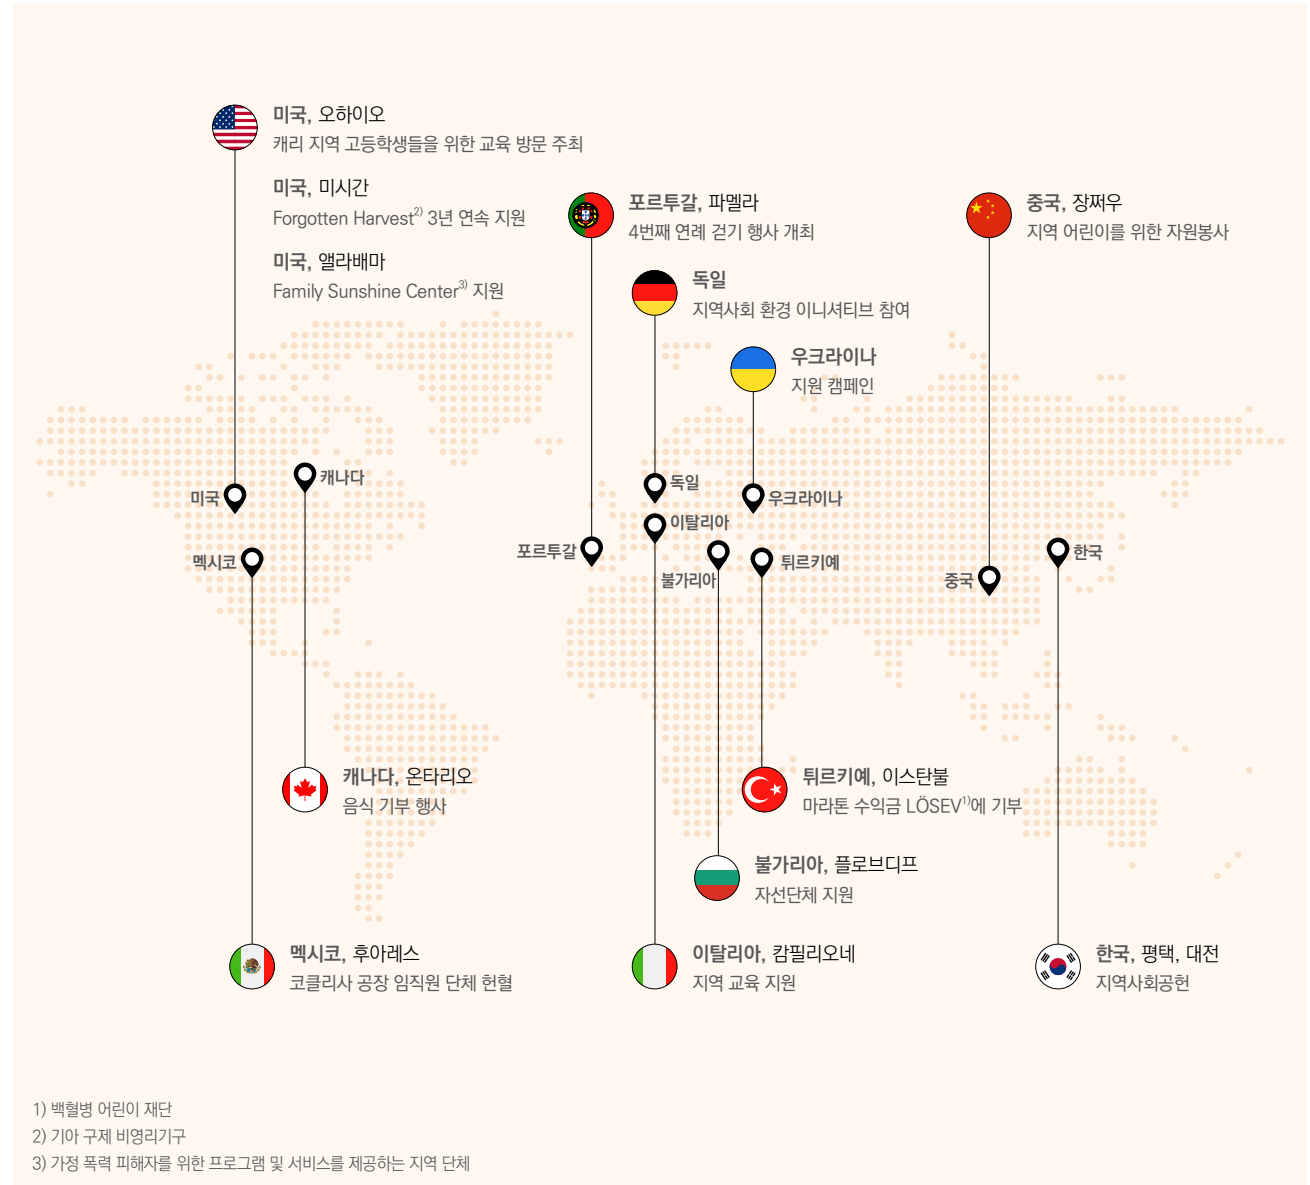 미국, 오하이오
캐리 지역 고등학생들을 위한 교육 방문 주최
미국, 미시간
Forgotten Harvest2) 3년 연속 지원
미국, 앨라배마
Family Sunshine Center3) 지원
포르투갈, 파멜라
4번째 연례 걷기 행사 개최
중국, 장쩌우
지역 어린이를 위한 자원봉사
독일
지역사회 환경 이니셔티브 참여
우크라이나
지원 캠페인
캐나다
미국
독일
우크라이나
이탈리아
멕시코
포르투갈
불가리아
튀르키예
중국
한국
캐나다, 온타리오
음식 기부 행사
튀르키예, 이스탄불
마라톤 수익금 LÖSEV1)에 기부
불가리아, 플로브디프
자선단체 지원
멕시코, 후아레스
코클리사 공장 임직원 단체 헌혈
이탈리아, 캄필리오네
지역 교육 지원
한국, 평택, 대전
지역사회공헌
1) 백혈병 어린이 재단
2) 기아 구제 비영리기구
3) 가정 폭력 피해자를 위한 프로그램 및 서비스를 제공하는 지역 단체